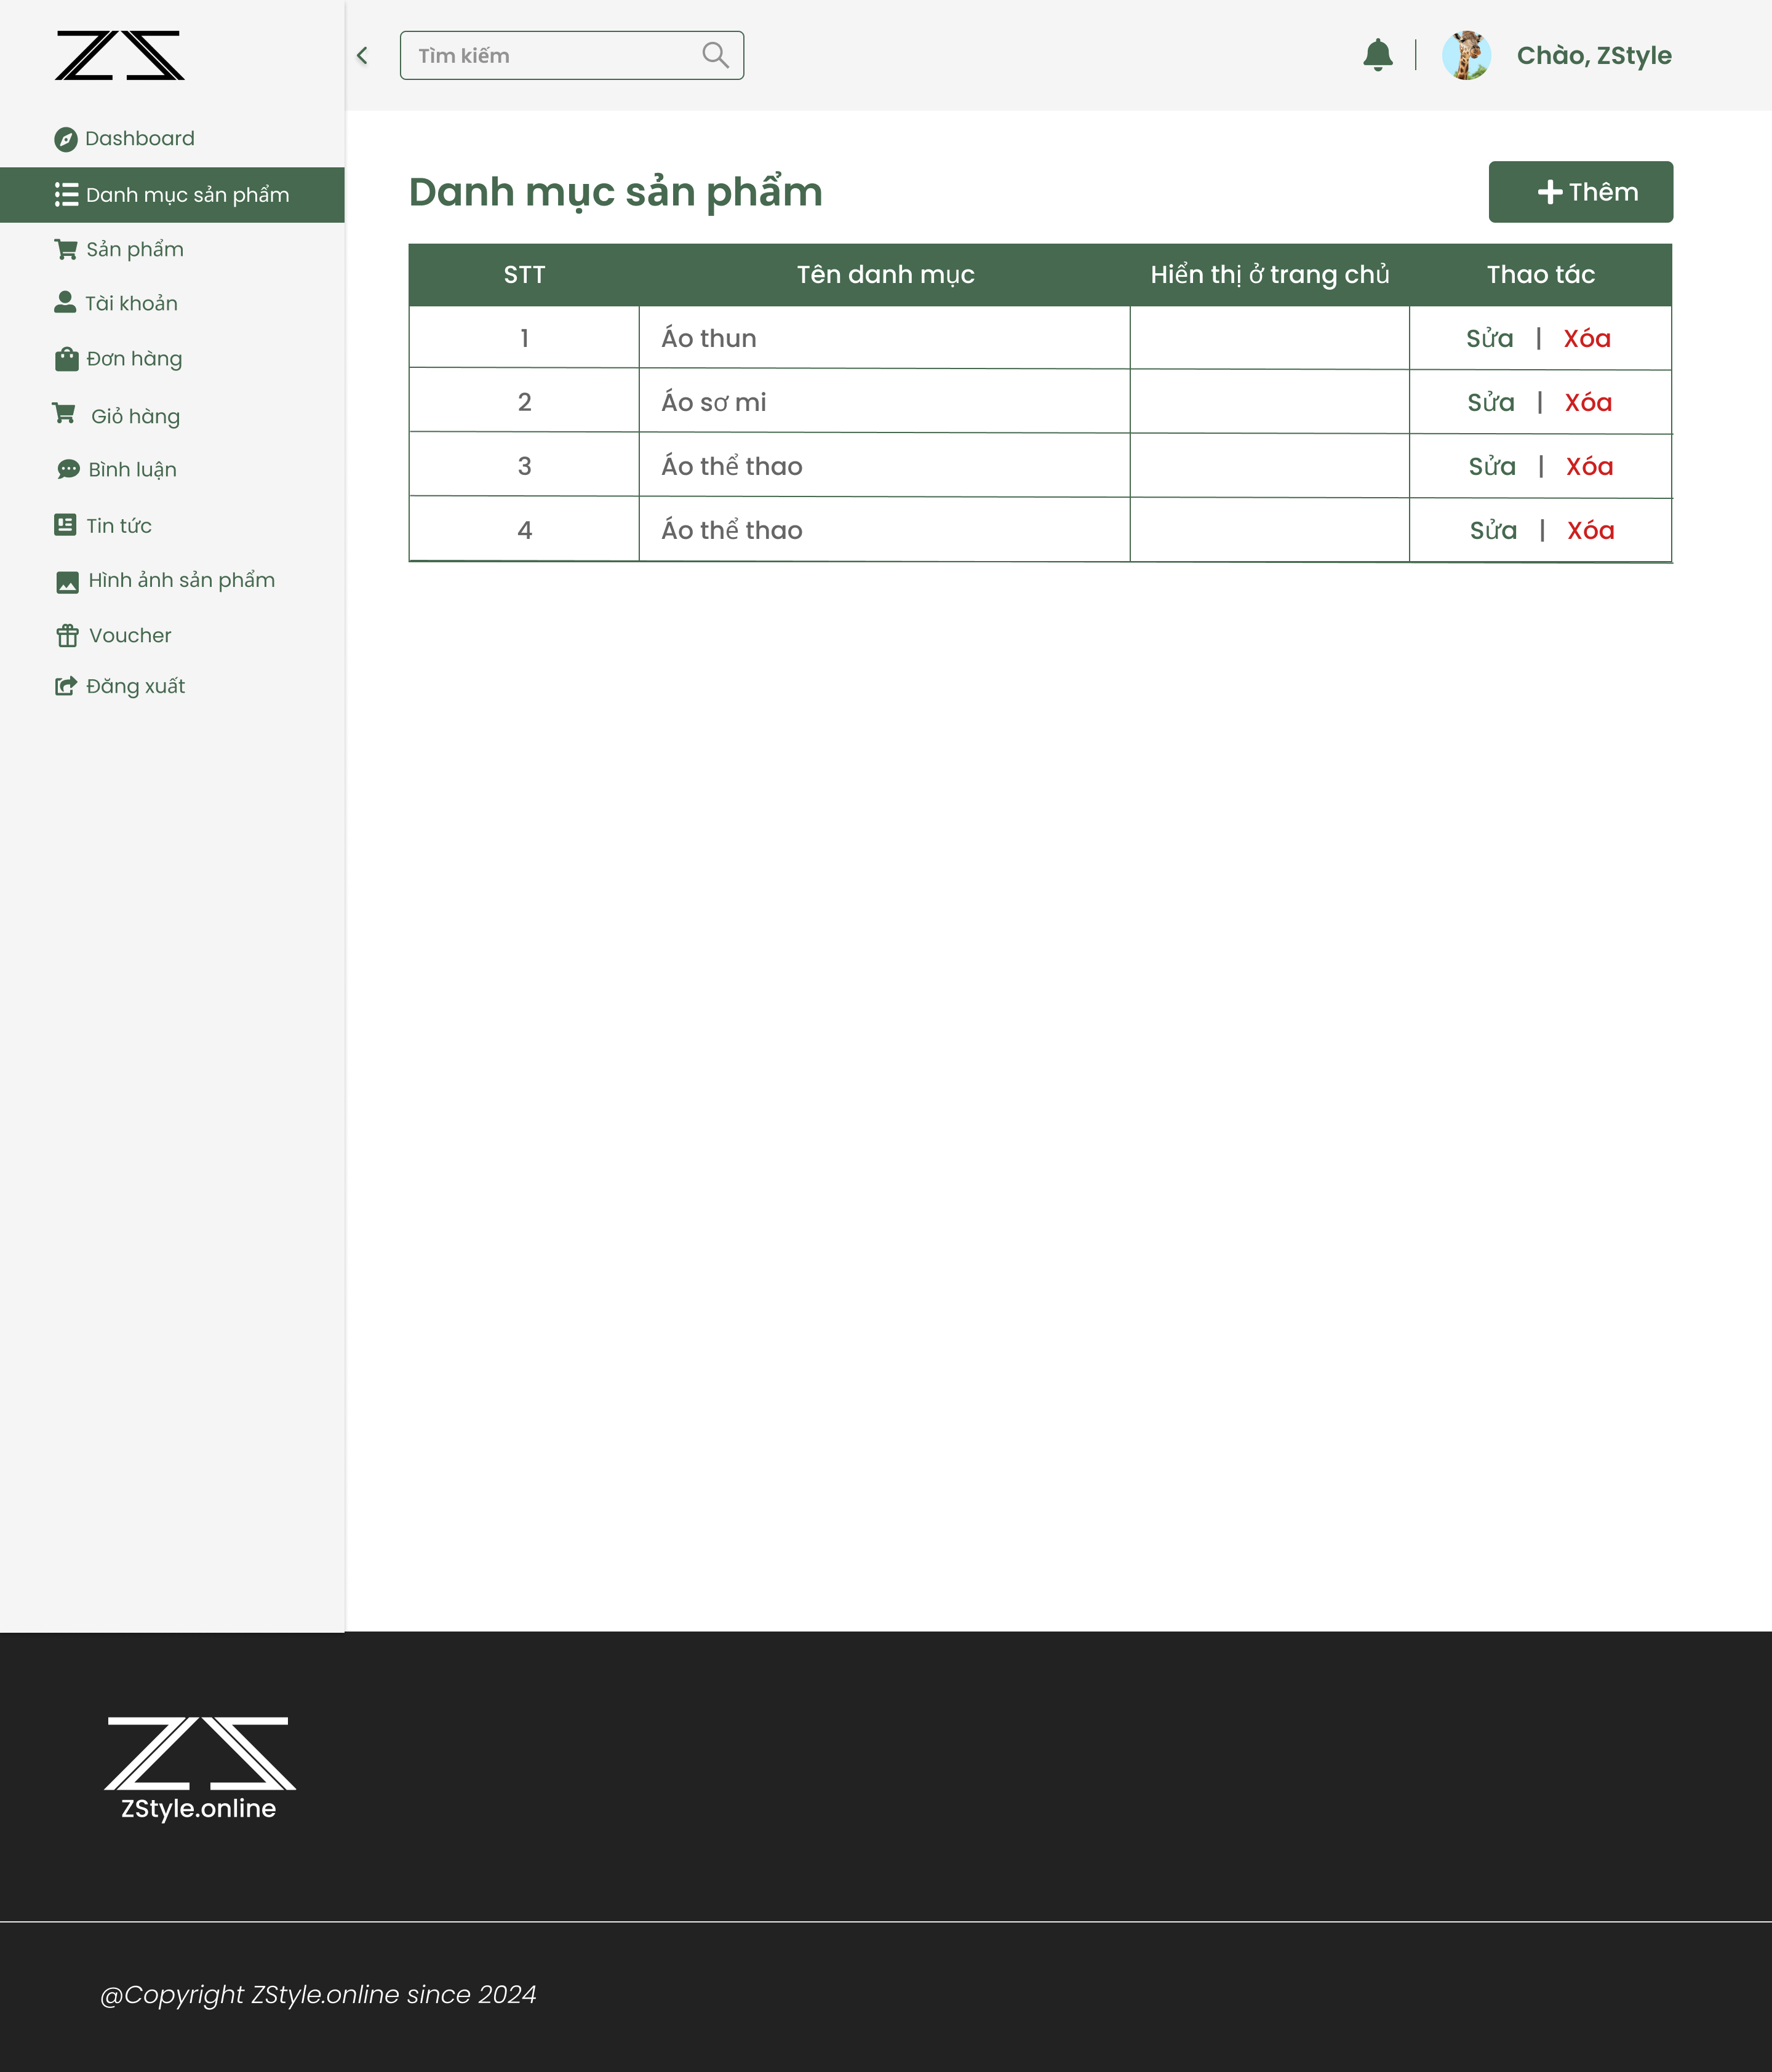 ZS
Tìm kiếm
Chào, ZStyle
Dashboard
Danh mục sản phẩm
Sản phẩm
Tài khoản
Đơn hàng
Giỏ hàng
Bình luận
Tin tức
Hình ảnh sản phẩm
Voucher
Đăng xuất
Danh mục sản phẩm
Thêm
STT Tên danh mục Hiển thị ở trang chủ Thao tác
1 Áo thun Sửa | Xóa
2 Áo sơ mi Sửa | Xóa
3 Áo thể thao Sửa | Xóa
4 Áo thể thao Sửa | Xóa
ZS
ZStyle.online
@Copyright ZStyle.online since 2024